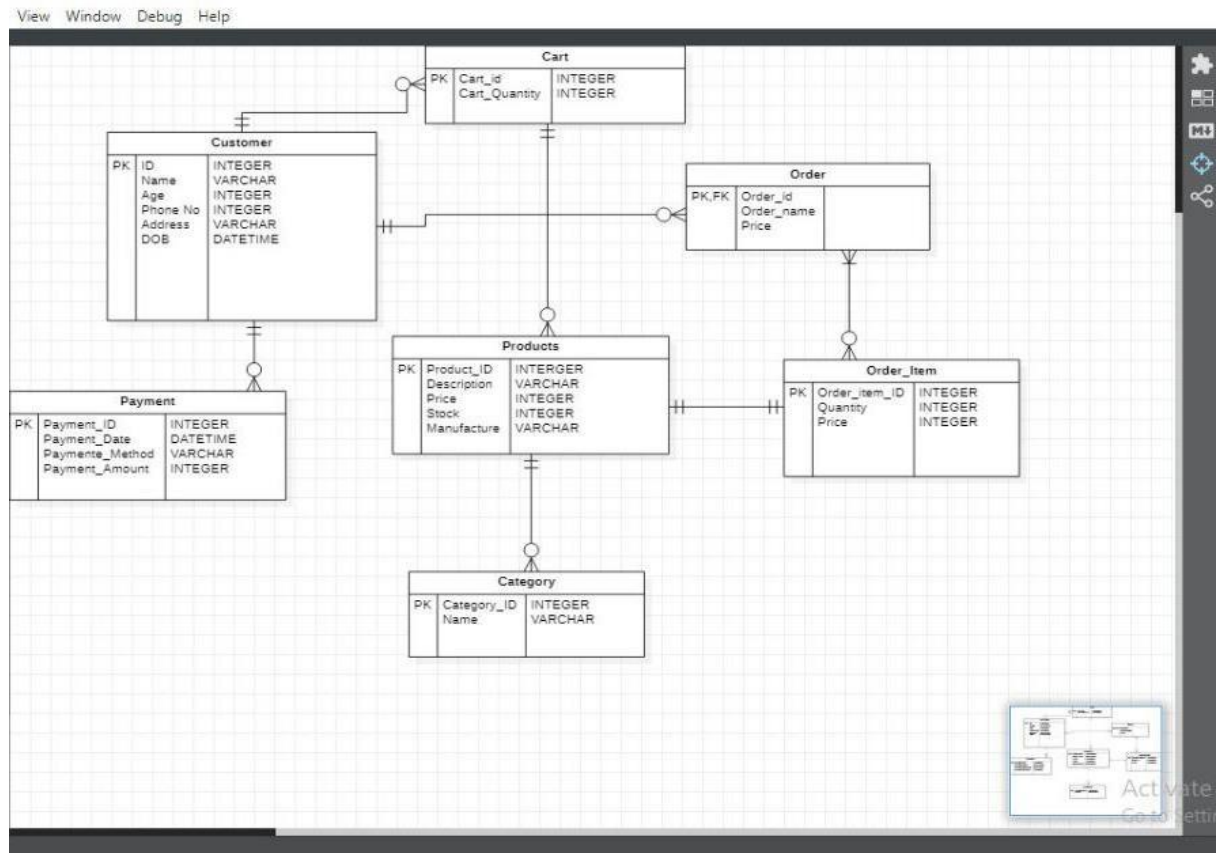 View Window Debug Help
Cart
PK Cart_id INTEGER
Cart_Quantity INTEGER
Customer
PK ID INTEGER
Name VARCHAR
Age INTEGER
Phone No INTEGER
Address VARCHAR
DOB DATETIME
Order
PK,FK Order_id
Order_name
Price
Products
PK Product_ID INTERGER
Description VARCHAR
Price INTEGER
Stock INTEGER
Manufacture VARCHAR
Order_Item
PK Order_item_ID INTEGER
Quantity INTEGER
Price INTEGER
Payment
PK Payment_ID INTEGER
Payment_Date DATETIME
Paymente_Method VARCHAR
Payment_Amount INTEGER
Category
PK Category_ID INTEGER
Name VARCHAR
M
Activate
Go to Settin